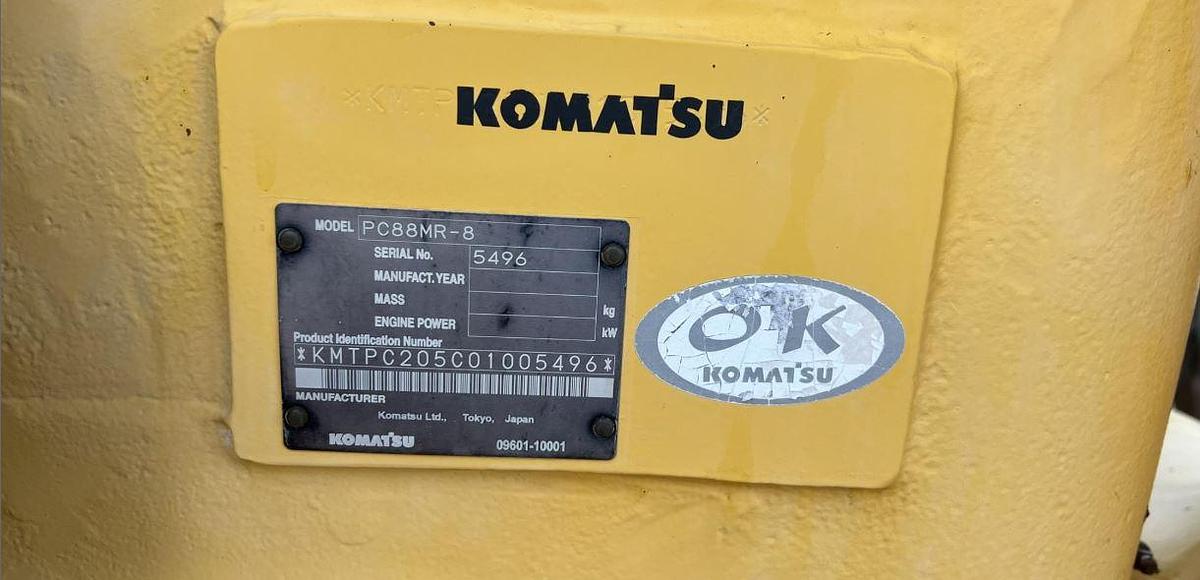 *KMTP
*
KOMATSU
MODEL PC88MR-8
SERIAL No. 5496
MANUFACT. YEAR
MASS kg
ENGINE POWER kW
Product Identification Number
*KMTPC205C01005496*
MANUFACTURER
Komatsu Ltd., Tokyo, Japan
KOMATSU 09601-10001
OK
KOMATSU